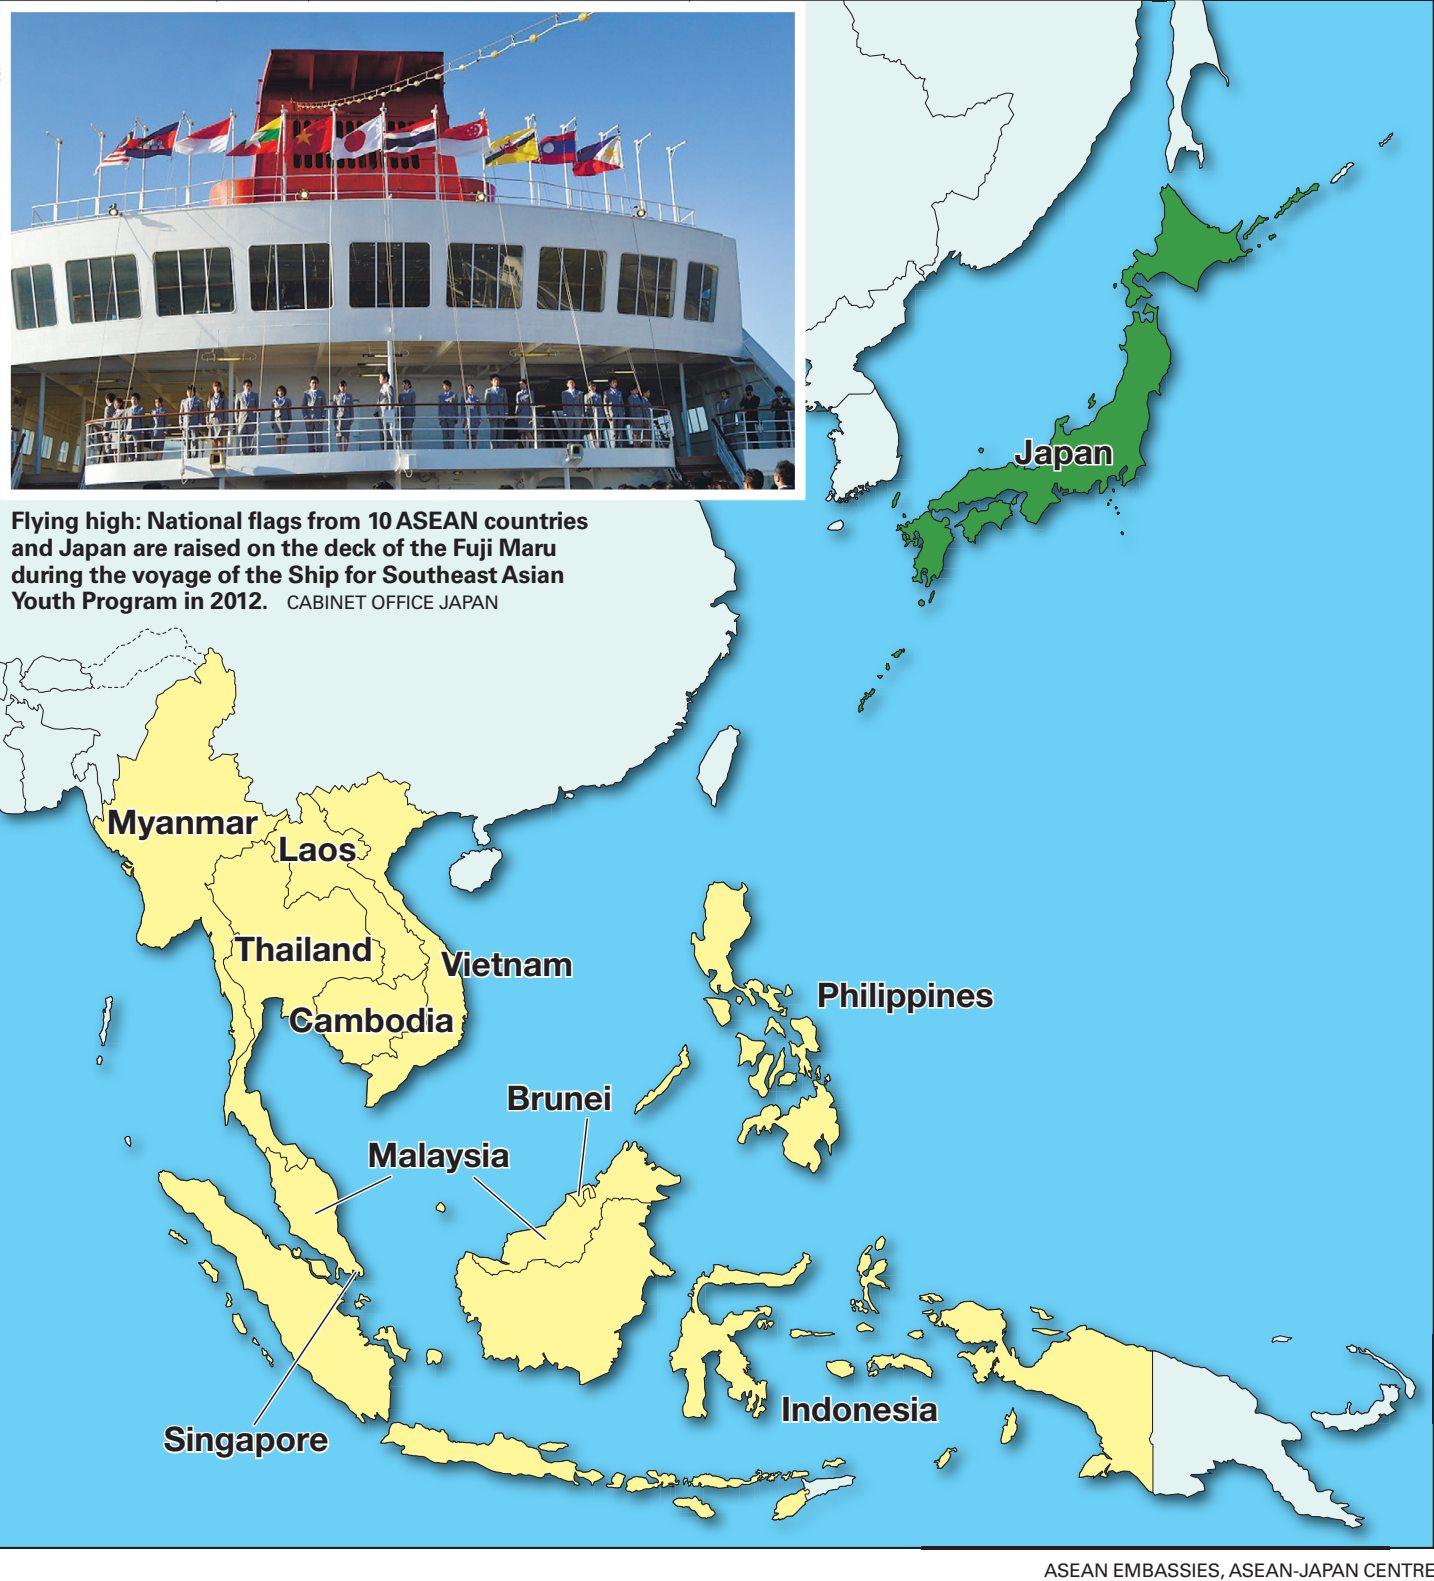 Flying high: National flags from 10 ASEAN countries
and Japan are raised on the deck of the Fuji Maru
during the voyage of the Ship for Southeast Asian
Youth Program in 2012. CABINET OFFICE JAPAN
Japan
Myanmar
Laos
Thailand
Vietnam
Cambodia
Philippines
Brunei
Malaysia
Indonesia
Singapore
ASEAN EMBASSIES, ASEAN-JAPAN CENTRE